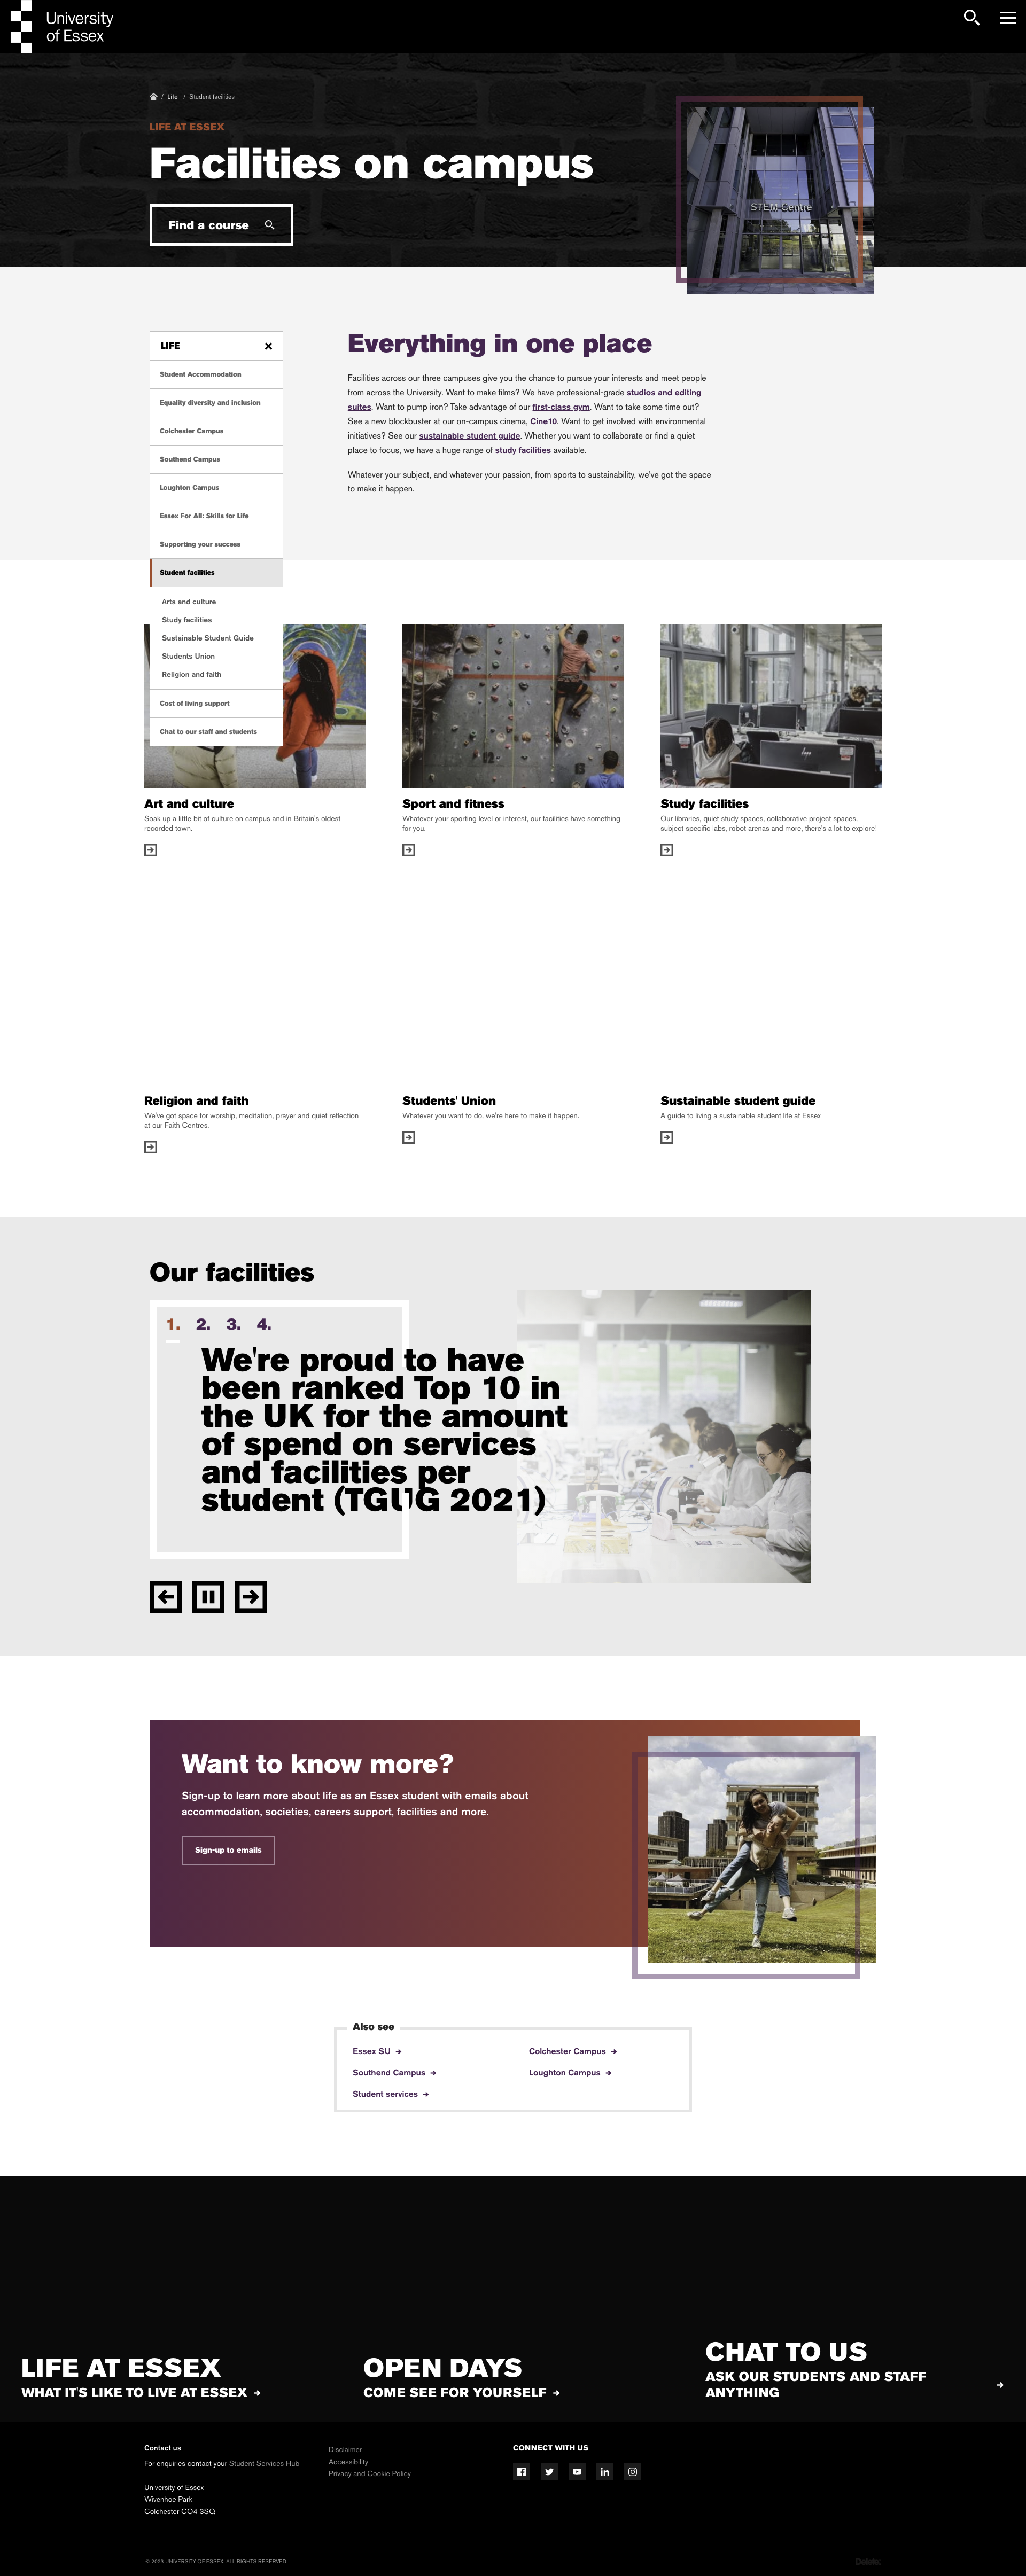 University
of Essex
/ Life / Student facilities
LIFE AT ESSEX
Facilities on campus
Find a course
STEM Centre
LIFE
Student Accommodation
Equality diversity and inclusion
Colchester Campus
Southend Campus
Loughton Campus
Essex For All: Skills for Life
Supporting your success
Student facilities
Arts and culture
Study facilities
Sustainable Student Guide
Students Union
Religion and faith
Cost of living support
Chat to our staff and students
Everything in one place
Facilities across our three campuses give you the chance to pursue your interests and meet people
from across the University. Want to make films? We have professional-grade studios and editing
suites. Want to pump iron? Take advantage of our first-class gym. Want to take some time out?
See a new blockbuster at our on-campus cinema, Cine10. Want to get involved with environmental
initiatives? See our sustainable student guide. Whether you want to collaborate or find a quiet
place to focus, we have a huge range of study facilities available.
Whatever your subject, and whatever your passion, from sports to sustainability, we've got the space
to make it happen.
Art and culture
Soak up a little bit of culture on campus and in Britain's oldest
recorded town.
Sport and fitness
Whatever your sporting level or interest, our facilities have something
for you.
Study facilities
Our libraries, quiet study spaces, collaborative project spaces,
subject specific labs, robot arenas and more, there's a lot to explore!
Religion and faith
We've got space for worship, meditation, prayer and quiet reflection
at our Faith Centres.
Students' Union
Whatever you want to do, we're here to make it happen.
Sustainable student guide
A guide to living a sustainable student life at Essex
Our facilities
1. 2. 3. 4.
We're proud to have
been ranked Top 10 in
the UK for the amount
of spend on services
and facilities per
student (TGUG 2021)
Want to know more?
Sign-up to learn more about life as an Essex student with emails about
accommodation, societies, careers support, facilities and more.
Sign-up to emails
Also see
Essex SU
Colchester Campus
Southend Campus
Loughton Campus
Student services
LIFE AT ESSEX
WHAT IT'S LIKE TO LIVE AT ESSEX
OPEN DAYS
COME SEE FOR YOURSELF
CHAT TO US
ASK OUR STUDENTS AND STAFF
ANYTHING
Contact us
For enquiries contact your Student Services Hub
University of Essex
Wivenhoe Park
Colchester CO4 3SQ
Disclaimer
Accessibility
Privacy and Cookie Policy
CONNECT WITH US
© 2023 UNIVERSITY OF ESSEX. ALL RIGHTS RESERVED